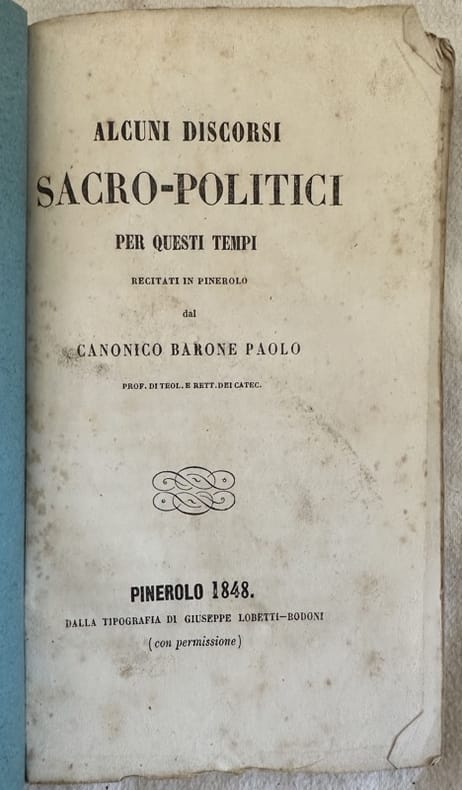 ALCUNI DISCORSI
SACRO-POLITICI
PER QUESTI TEMPI
RECITATI IN PINEROLO
dal
CANONICO BARONE PAOLO
PROF. DI TEOL. E RETT. DEI CATEC.
PINEROLO 1848.
DALLA TIPOGRAFIA DI GIUSEPPE LOBETTI-BODONI
(con permissione)